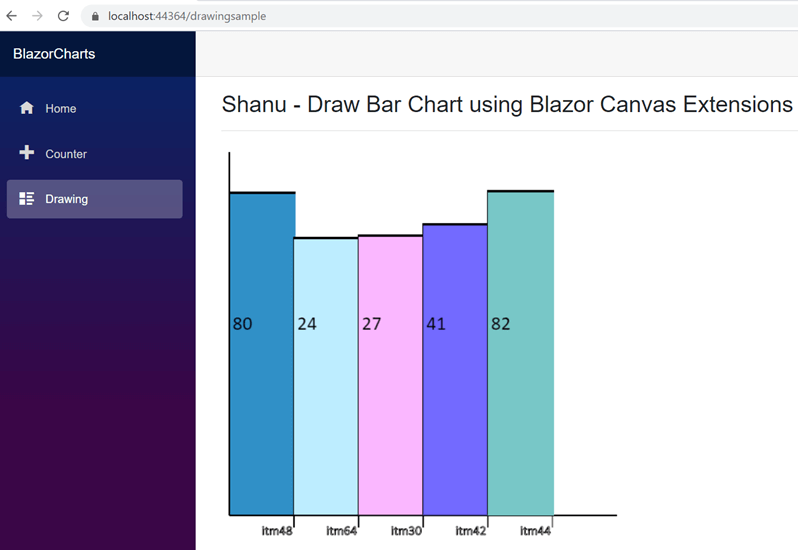 localhost:44364/drawingsample
BlazorCharts
Home
Counter
Drawing
Shanu - Draw Bar Chart using Blazor Canvas Extensions
80 24 27 41 82
itm48 itm64 itm30 itm42 itm44